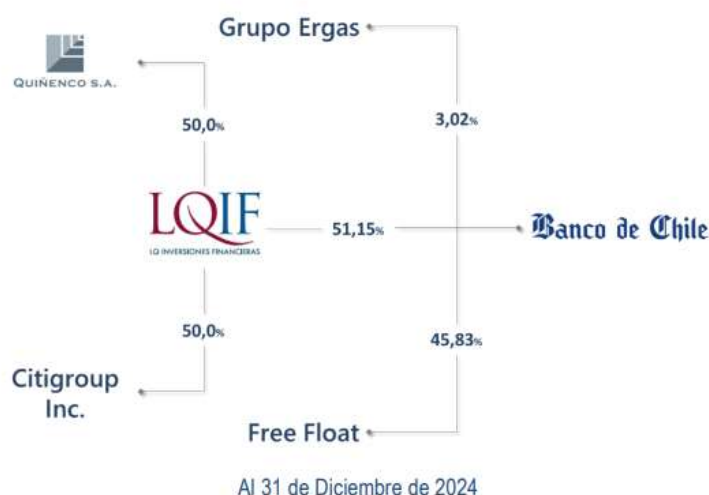 Grupo Ergas
QUIÑENCO S.A.
50,0%
3,02%
LQIF
LQ INVERSIONES FINANCIERAS
51,15%
Banco de Chile
50,0%
45,83%
Citigroup
Inc.
Free Float
Al 31 de Diciembre de 2024